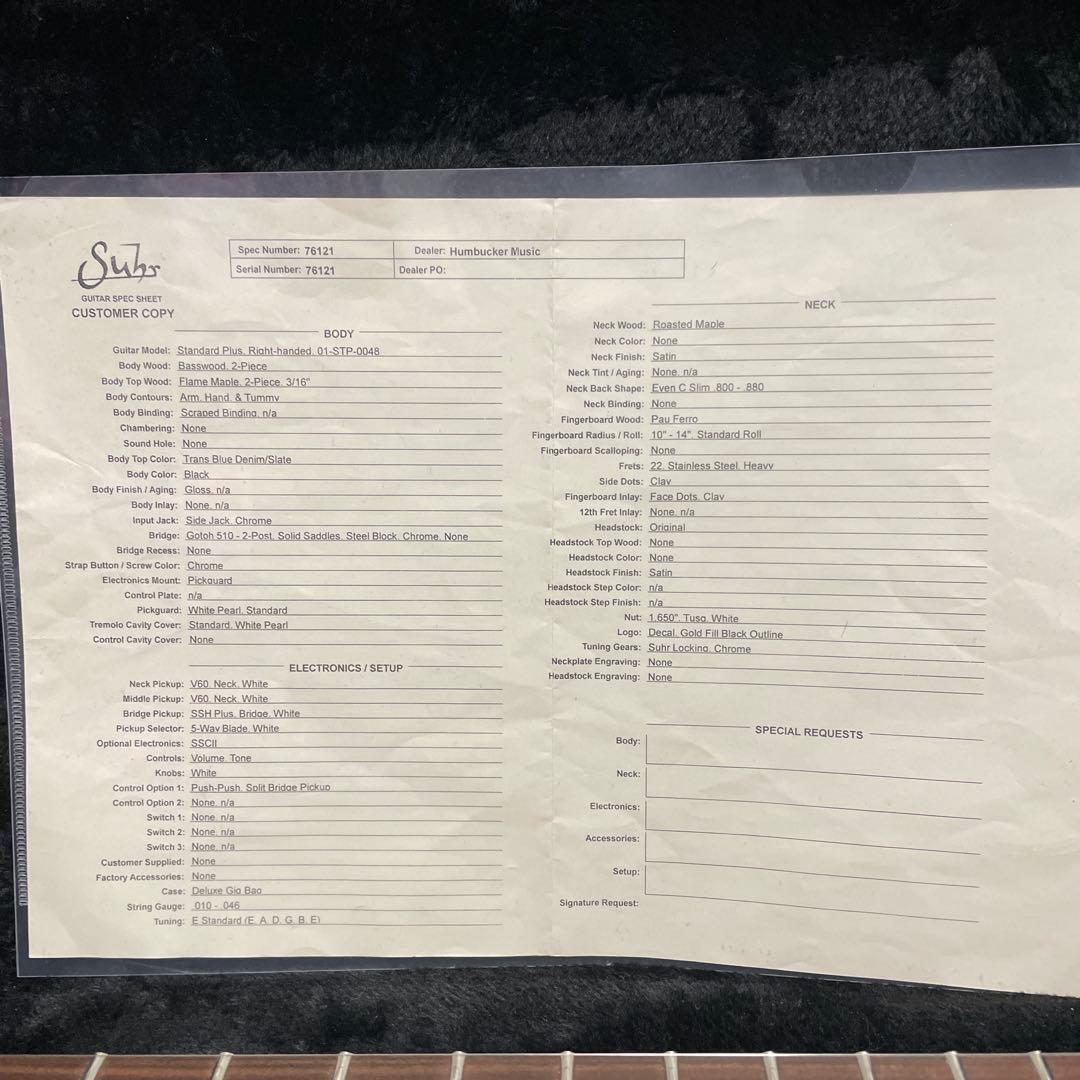 Suhr
GUITAR SPEC SHEET
CUSTOMER COPY
Spec Number: 76121
Dealer: Humbucker Music
Serial Number: 76121
Dealer PO:
BODY
Guitar Model: Standard Plus, Right-handed, 01-STP-0048
Body Wood: Basswood, 2-Piece
Body Top Wood: Flame Maple, 2-Piece, 3/16"
Body Contours: Arm, Hand, & Tummy
Body Binding: Scraped Binding, n/a
Chambering: None
Sound Hole: None
Body Top Color: Trans Blue Denim/Slate
Body Color: Black
Body Finish / Aging: Gloss, n/a
Body Inlay: None, n/a
Input Jack: Side Jack, Chrome
Bridge: Gotoh 510 - 2-Post, Solid Saddles, Steel Block, Chrome, None
Bridge Recess: None
Strap Button / Screw Color: Chrome
Electronics Mount: Pickguard
Control Plate: n/a
Pickguard: White Pearl, Standard
Tremolo Cavity Cover: Standard, White Pearl
Control Cavity Cover: None
ELECTRONICS / SETUP
Neck Pickup: V60, Neck, White
Middle Pickup: V60, Neck, White
Bridge Pickup: SSH Plus, Bridge, White
Pickup Selector: 5-Way Blade, White
Optional Electronics: SSCII
Controls: Volume, Tone
Knobs: White
Control Option 1: Push-Push, Split Bridge Pickup
Control Option 2: None, n/a
Switch 1: None, n/a
Switch 2: None, n/a
Switch 3: None, n/a
Customer Supplied: None
Factory Accessories: None
Case: Deluxe Gig Bag
String Gauge: .010 - .046
Tuning: E Standard (E, A, D, G, B, E)
NECK
Neck Wood: Roasted Maple
Neck Color: None
Neck Finish: Satin
Neck Tint / Aging: None, n/a
Neck Back Shape: Even C Slim .800 - .880
Neck Binding: None
Fingerboard Wood: Pau Ferro
Fingerboard Radius / Roll: 10" - 14", Standard Roll
Fingerboard Scalloping: None
Frets: 22, Stainless Steel, Heavy
Side Dots: Clay
Fingerboard Inlay: Face Dots, Clay
12th Fret Inlay: None, n/a
Headstock: Original
Headstock Top Wood: None
Headstock Color: None
Headstock Finish: Satin
Headstock Step Color: n/a
Headstock Step Finish: n/a
Nut: 1.650", Tusq, White
Logo: Decal, Gold Fill Black Outline
Tuning Gears: Suhr Locking, Chrome
Neckplate Engraving: None
Headstock Engraving: None
SPECIAL REQUESTS
Body:
Neck:
Electronics:
Accessories:
Setup:
Signature Request: